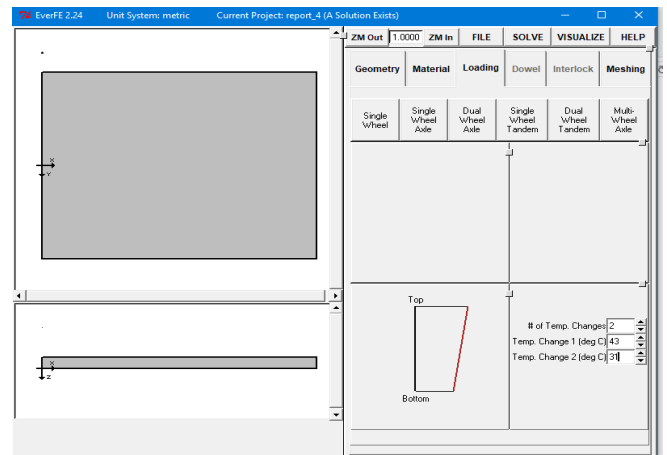 EverFE 2.24 Unit System: metric Current Project: report_4 (A Solution Exists)
ZM Out 1.0000 ZM In FILE SOLVE VISUALIZE HELP
Geometry Material Loading Dowel Interlock Meshing
Single Wheel
Single Wheel Axle
Dual Wheel Axle
Single Wheel Tandem
Dual Wheel Tandem
Multi-Wheel Axle
X
Y
Top
Bottom
# of Temp. Changes 2
Temp. Change 1 (deg C) 43
Temp. Change 2 (deg C) 31
X
Z